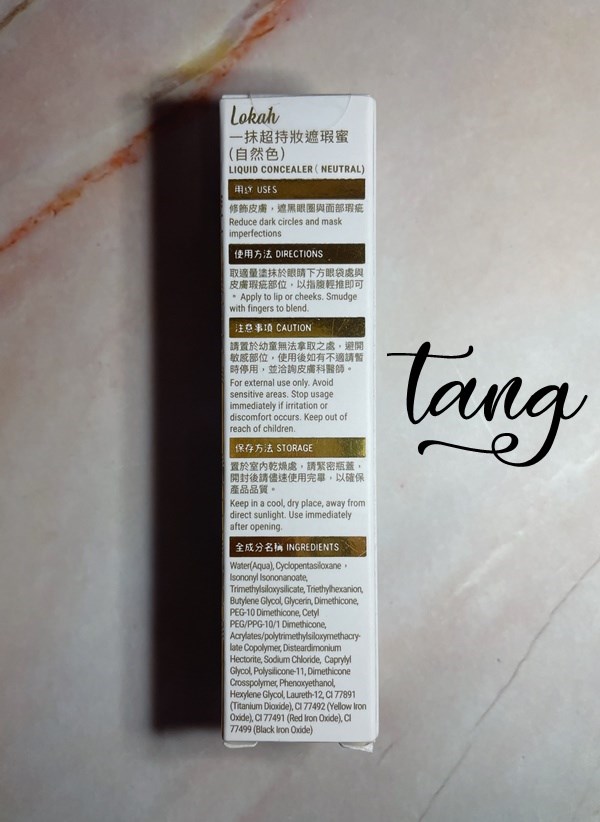 Lokah
一抹超持妝遮瑕蜜
(自然色)
LIQUID CONCEALER ( NEUTRAL)
用途 USES
修飾皮膚，遮黑眼圈與面部瑕疵
Reduce dark circles and mask
imperfections
使用方法 DIRECTIONS
取適量塗抹於眼睛下方眼袋處與
皮膚瑕疵部位，以指腹輕推即可
。 Apply to lip or cheeks. Smudge
with fingers to blend.
注意事項 CAUTION
請置於幼童無法拿取之處，避開
敏感部位，使用後如有不適請暫
時停用，並洽詢皮膚科醫師。
For external use only. Avoid
sensitive areas. Stop usage
immediately if irritation or
discomfort occurs. Keep out of
reach of children.
保存方法 STORAGE
置於室內乾燥處，請緊密瓶蓋，
開封後請儘速使用完畢，以確保
產品品質。
Keep in a cool, dry place, away from
direct sunlight. Use immediately
after opening.
全成分名稱 INGREDIENTS
Water(Aqua), Cyclopentasiloxane，
Isononyl Isononanoate,
Trimethylsiloxysilicate, Triethylhexanion,
Butylene Glycol, Glycerin, Dimethicone,
PEG-10 Dimethicone, Cetyl
PEG/PPG-10/1 Dimethicone,
Acrylates/polytrimethylsiloxymethacry-
late Copolymer, Disteardimonium
Hectorite, Sodium Chloride, Caprylyl
Glycol, Polysilicone-11, Dimethicone
Crosspolymer, Phenoxyethanol,
Hexylene Glycol, Laureth-12, CI 77891
(Titanium Dioxide), CI 77492 (Yellow Iron
Oxide), CI 77491 (Red Iron Oxide), CI
77499 (Black Iron Oxide)
tang